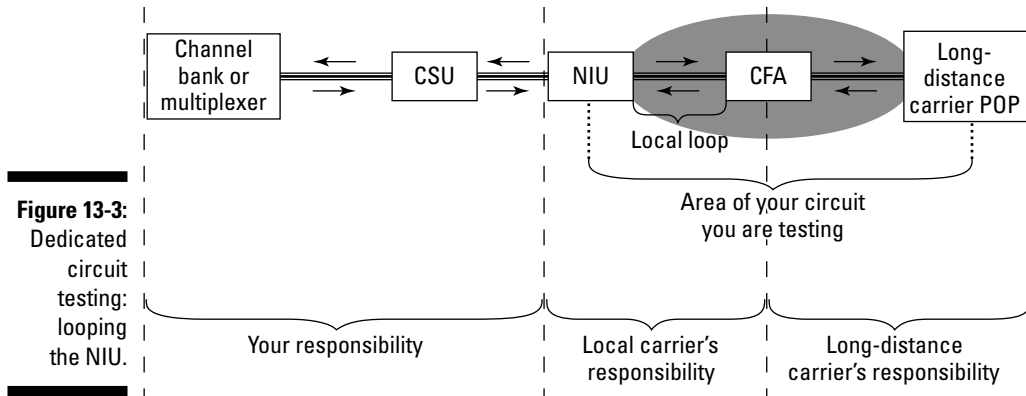 Channel
bank or
multiplexer
CSU
NIU
CFA
Long-
distance
carrier POP
Local loop
Area of your circuit
you are testing
Figure 13-3:
Dedicated
circuit
testing:
looping
the NIU.
Your responsibility
Local carrier's
responsibility
Long-distance
carrier's responsibility